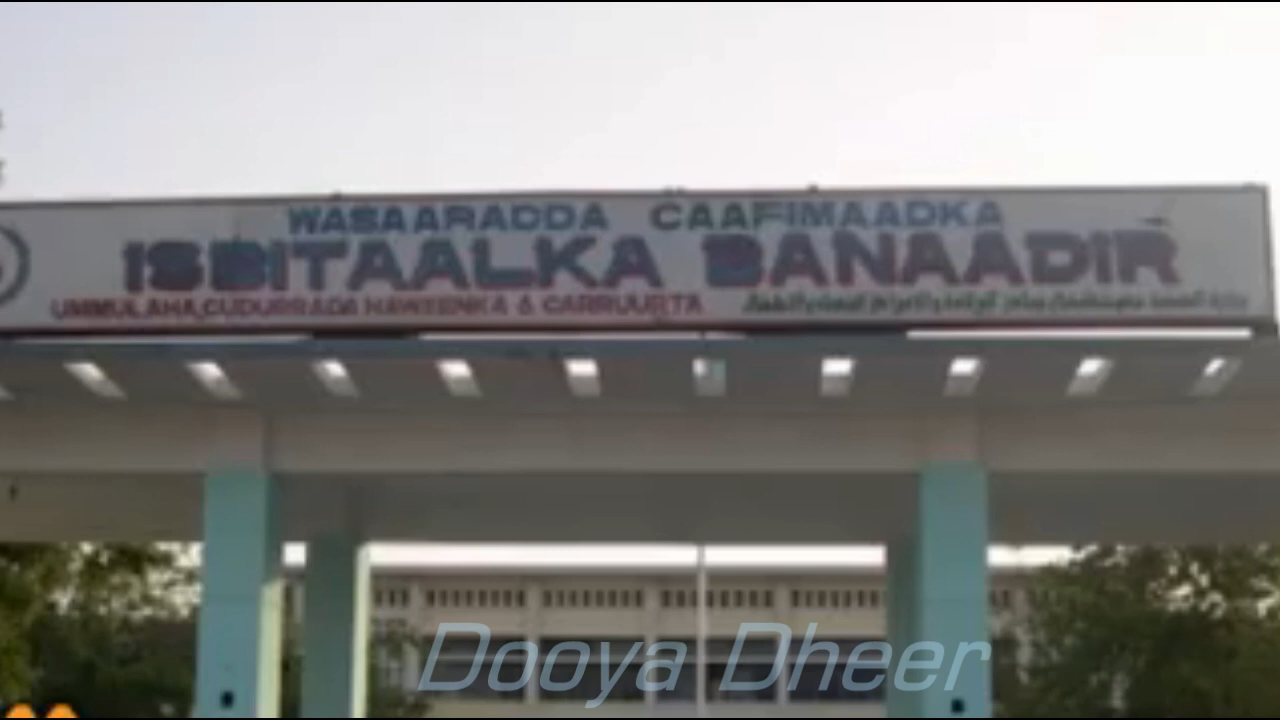 WASAARADDA CAAFIMAADKA
ISBITAALKA BANAADIR
UMMULAHA, CUDURRADA HAWEENKA & CARRUURTA
Dooya Dheer